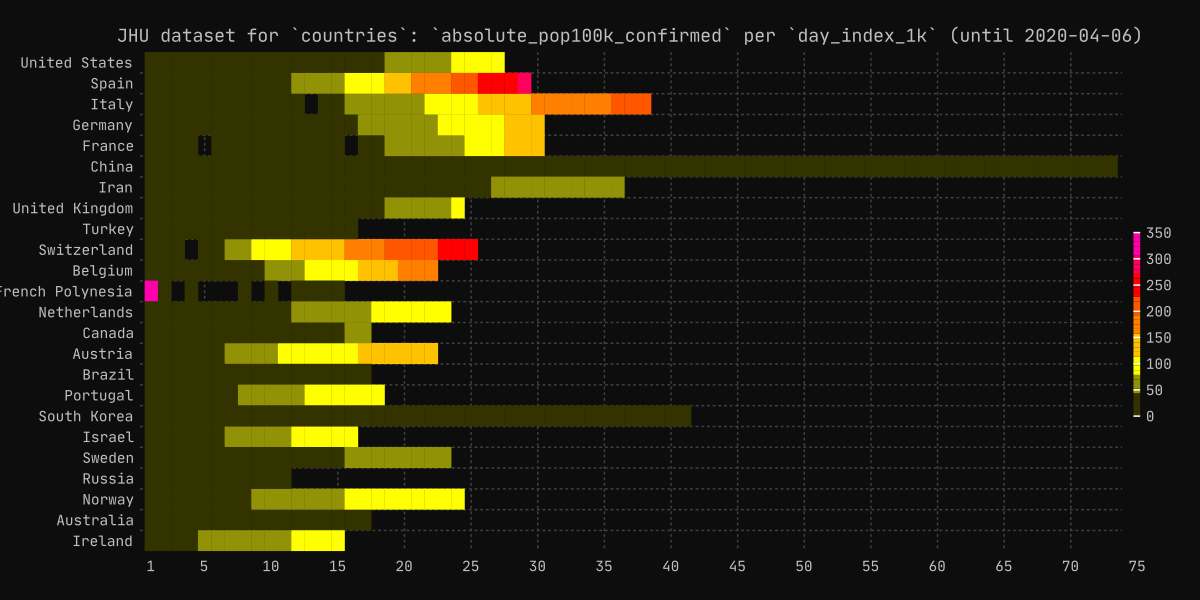 JHU dataset for `countries`: `absolute_pop100k_confirmed` per `day_index_1k` (until 2020-04-06)
United States
Spain
Italy
Germany
France
China
Iran
United Kingdom
Turkey
Switzerland
Belgium
French Polynesia
Netherlands
Canada
Austria
Brazil
Portugal
South Korea
Israel
Sweden
Russia
Norway
Australia
Ireland
350
300
250
200
150
100
50
0
1 5 10 15 20 25 30 35 40 45 50 55 60 65 70 75